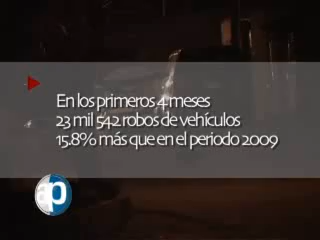 En los primeros 4 meses
23 mil 542 robos de vehículos
15.8% más que en el periodo 2009
ap